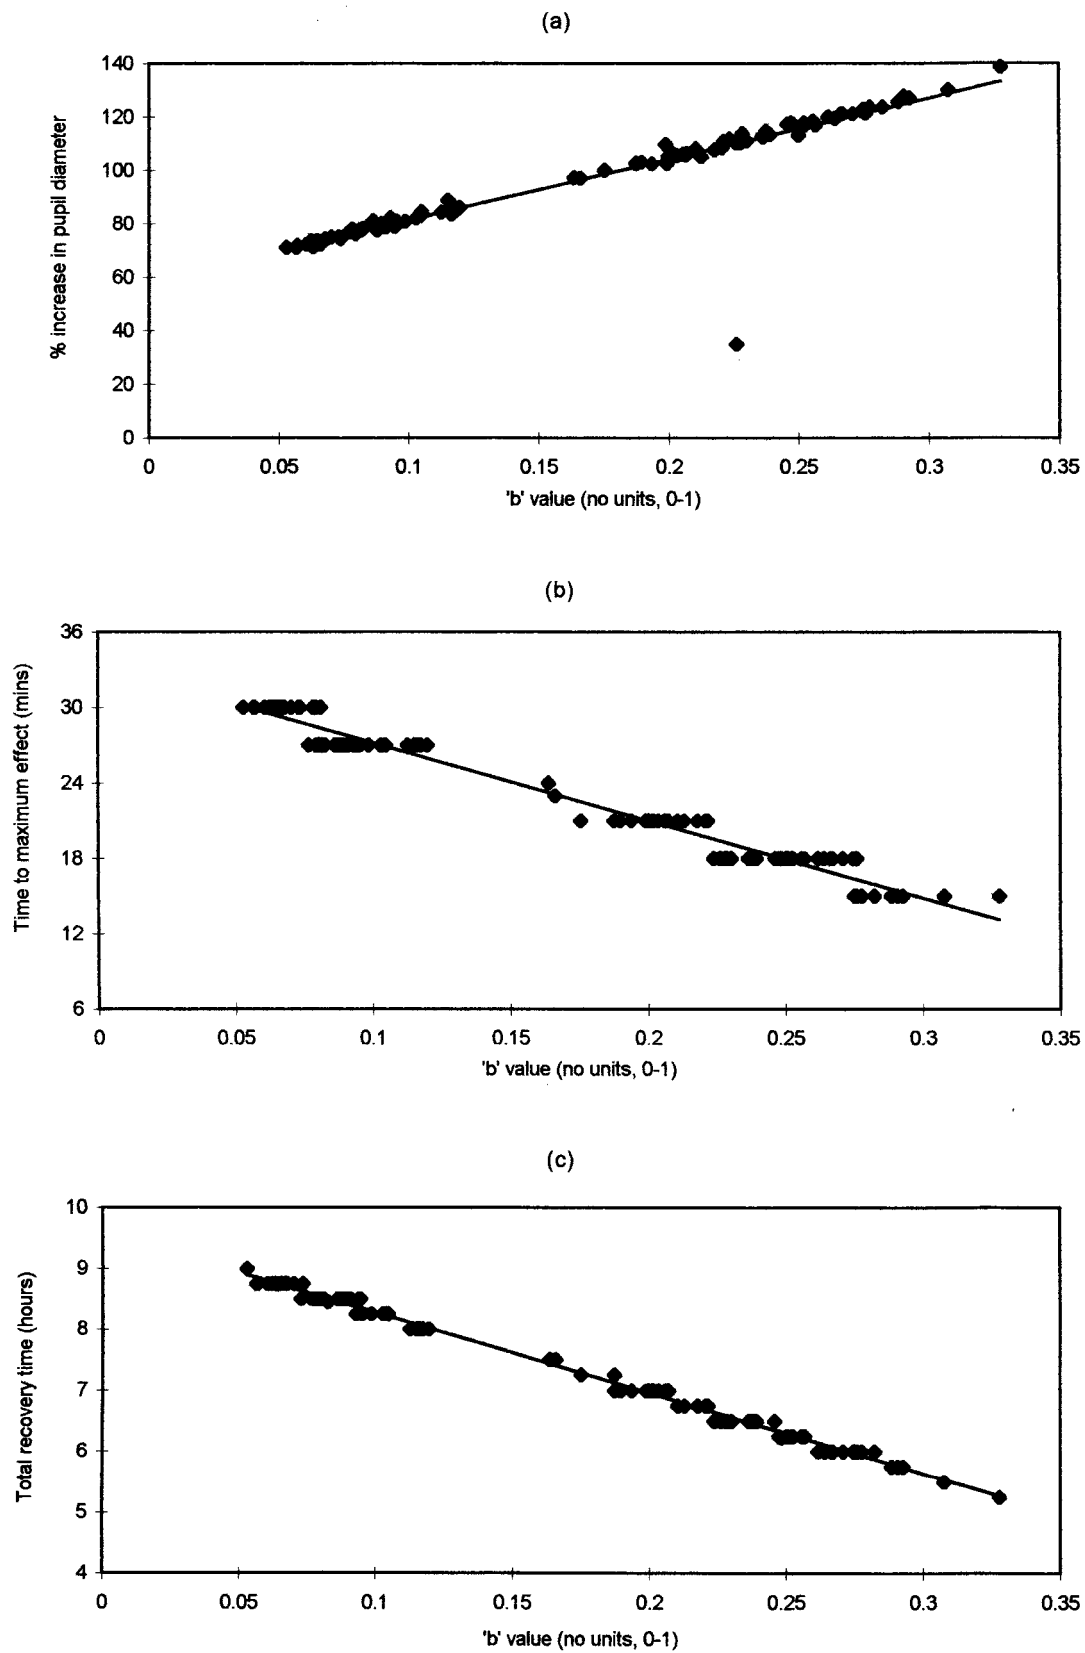 (a)
140
120
100
80
60
40
20
0
% increase in pupil diameter
0 0.05 0.1 0.15 0.2 0.25 0.3 0.35
'b' value (no units, 0-1)
(b)
36
30
24
18
12
6
Time to maximum effect (mins)
0 0.05 0.1 0.15 0.2 0.25 0.3 0.35
'b' value (no units, 0-1)
(c)
10
9
8
7
6
5
4
Total recovery time (hours)
0 0.05 0.1 0.15 0.2 0.25 0.3 0.35
'b' value (no units, 0-1)